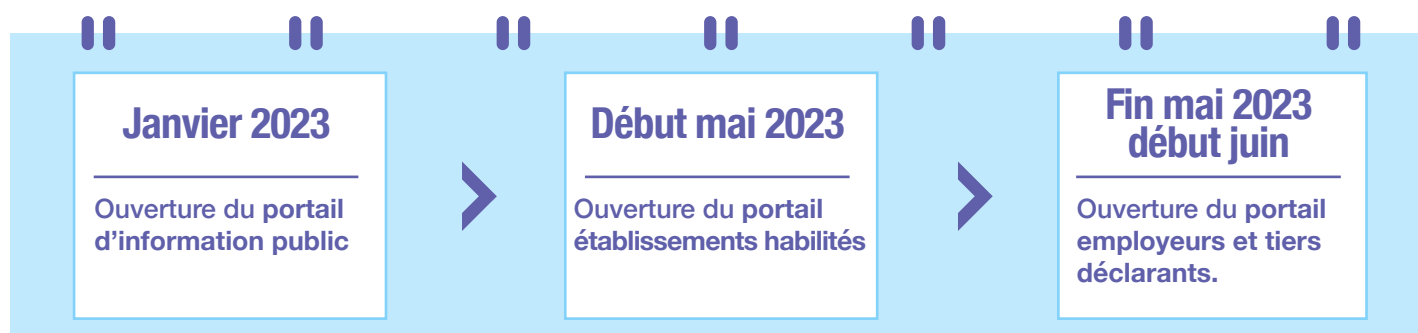 Janvier 2023
Ouverture du portail
d’information public
Début mai 2023
Ouverture du portail
établissements habilités
Fin mai 2023
début juin
Ouverture du portail
employeurs et tiers
déclarants.